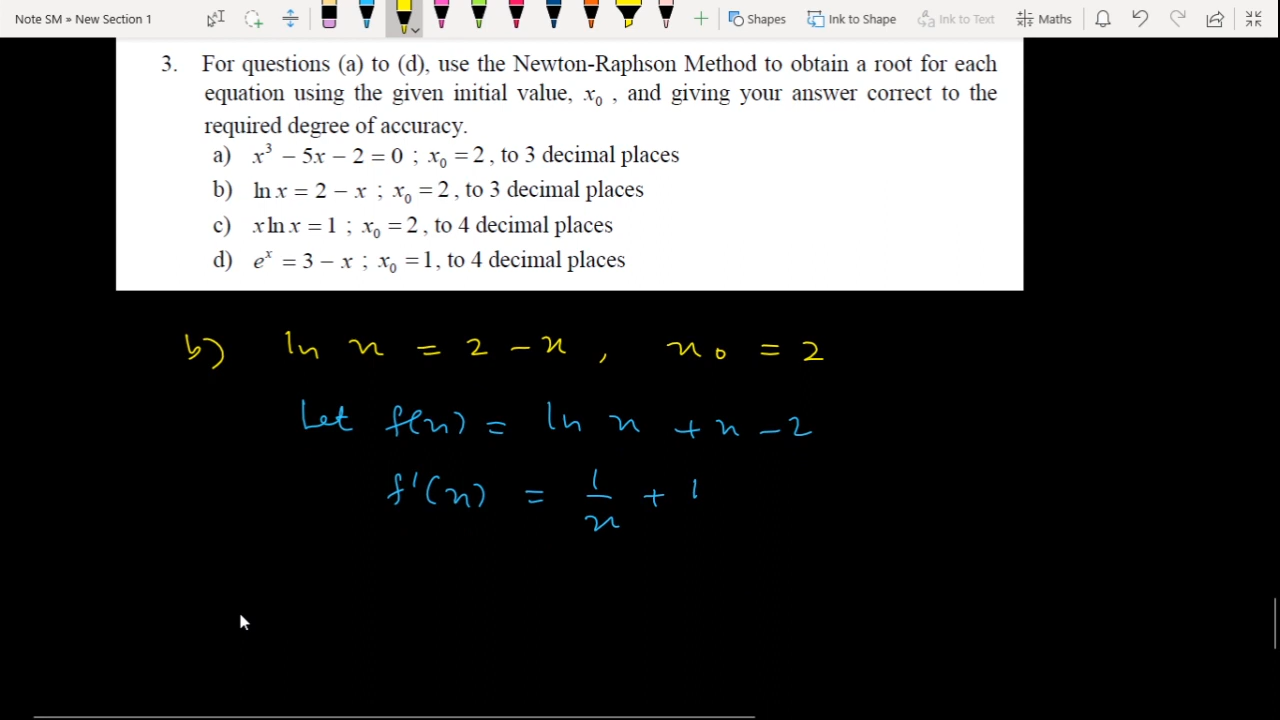 Note SM » New Section 1
Shapes Ink to Shape Ink to Text Maths
3. For questions (a) to (d), use the Newton-Raphson Method to obtain a root for each
equation using the given initial value, x₀ , and giving your answer correct to the
required degree of accuracy.
a) x³ − 5x − 2 = 0 ; x₀ = 2 , to 3 decimal places
b) ln x = 2 − x ; x₀ = 2 , to 3 decimal places
c) x ln x = 1 ; x₀ = 2 , to 4 decimal places
d) eˣ = 3 − x ; x₀ = 1, to 4 decimal places
b) ln x = 2 − x , x₀ = 2
Let f(x) = ln x + x − 2
f'(x) = 1/x + 1